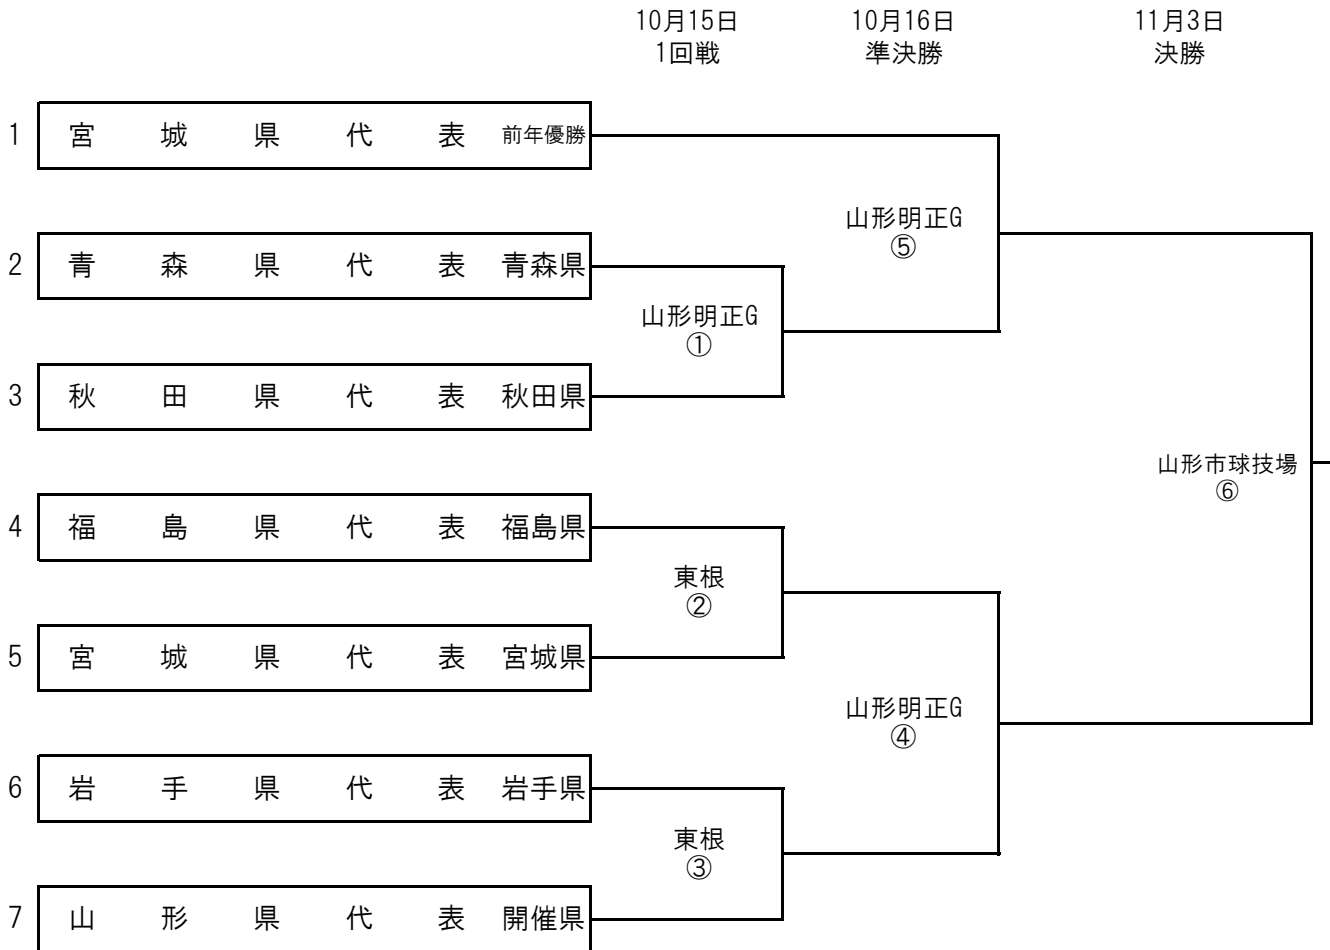 10月15日 10月16日 11月3日
1回戦 準決勝 決勝
1 宮城県代表 前年優勝
山形明正G
⑤
2 青森県代表 青森県
山形明正G
①
3 秋田県代表 秋田県
山形市球技場
⑥
4 福島県代表 福島県
東根
②
5 宮城県代表 宮城県
山形明正G
④
6 岩手県代表 岩手県
東根
③
7 山形県代表 開催県